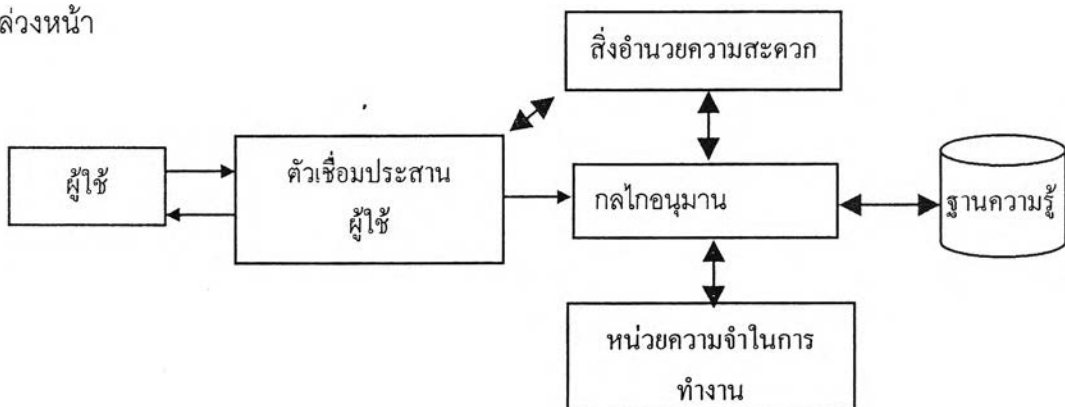 ล่วงหน้า
สิ่งอำนวยความสะดวก
ผู้ใช้
ตัวเชื่อมประสาน
ผู้ใช้
กลไกอนุมาน
ฐานความรู้
หน่วยความจำในการ
ทำงาน